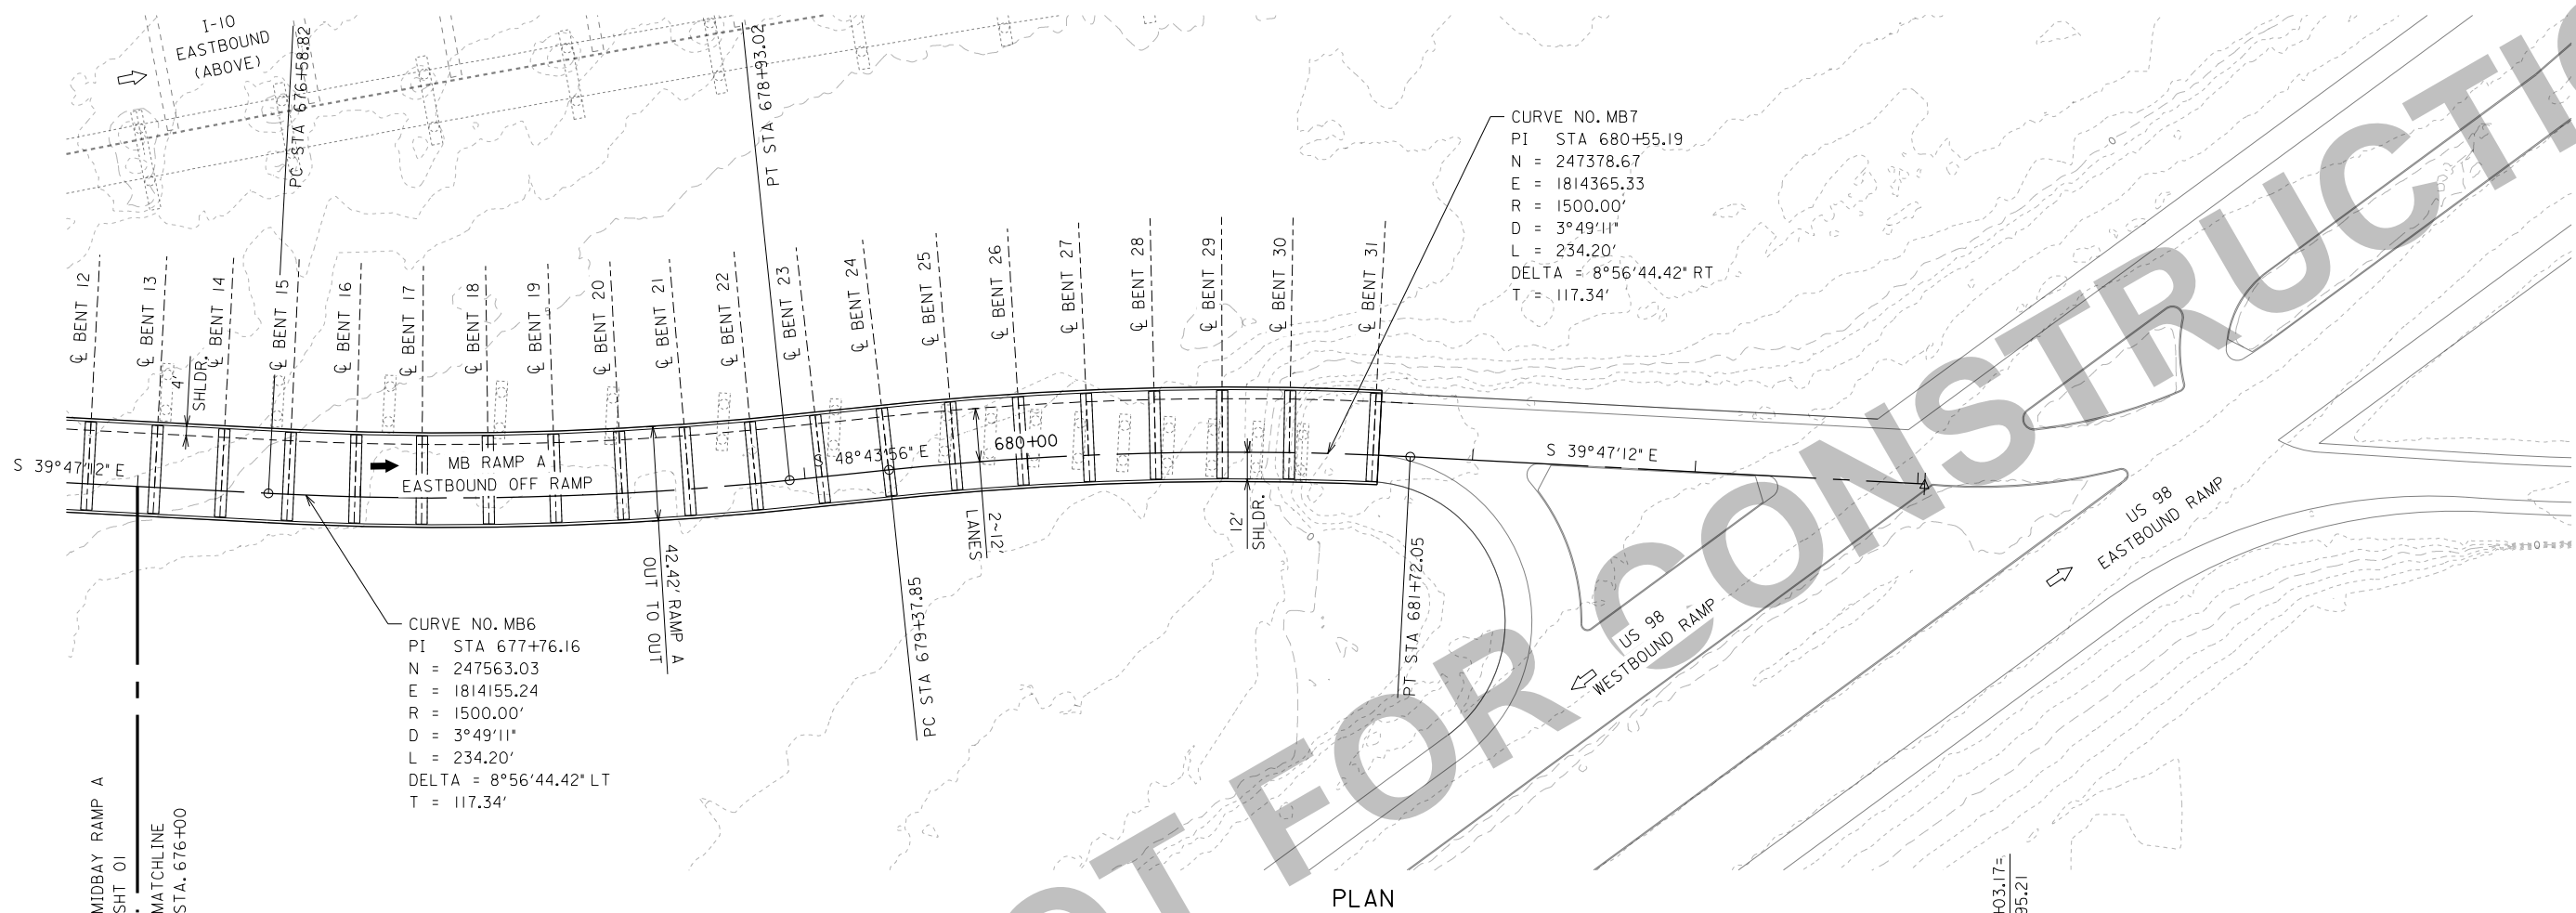 I-10
EASTBOUND
(ABOVE)
PC STA 676+58.82
PT STA 678+93.02
CURVE NO. MB7
PI STA 680+55.19
N = 247378.67
E = 1814365.33
R = 1500.00'
D = 3°49'11"
L = 234.20'
DELTA = 8°56'44.42" RT
T = 117.34'
℄ BENT 12
℄ BENT 13
℄ BENT 14
℄ BENT 15
℄ BENT 16
℄ BENT 17
℄ BENT 18
℄ BENT 19
℄ BENT 20
℄ BENT 21
℄ BENT 22
℄ BENT 23
℄ BENT 24
℄ BENT 25
℄ BENT 26
℄ BENT 27
℄ BENT 28
℄ BENT 29
℄ BENT 30
℄ BENT 31
4'
SHLDR.
S 39°47'12" E
MB RAMP A
EASTBOUND OFF RAMP
S 48°43'56" E
680+00
S 39°47'12" E
2~12'
LANES
12'
SHLDR.
42.42' RAMP A
OUT TO OUT
PC STA 679+37.85
PT STA 681+72.05
US 98
EASTBOUND RAMP
US 98
WESTBOUND RAMP
CURVE NO. MB6
PI STA 677+76.16
N = 247563.03
E = 1814155.24
R = 1500.00'
D = 3°49'11"
L = 234.20'
DELTA = 8°56'44.42" LT
T = 117.34'
MIDBAY RAMP A
SHT 01
MATCHLINE
STA. 676+00
OT FOR CONSTRUCTIO
PLAN
H03.17=
95.21